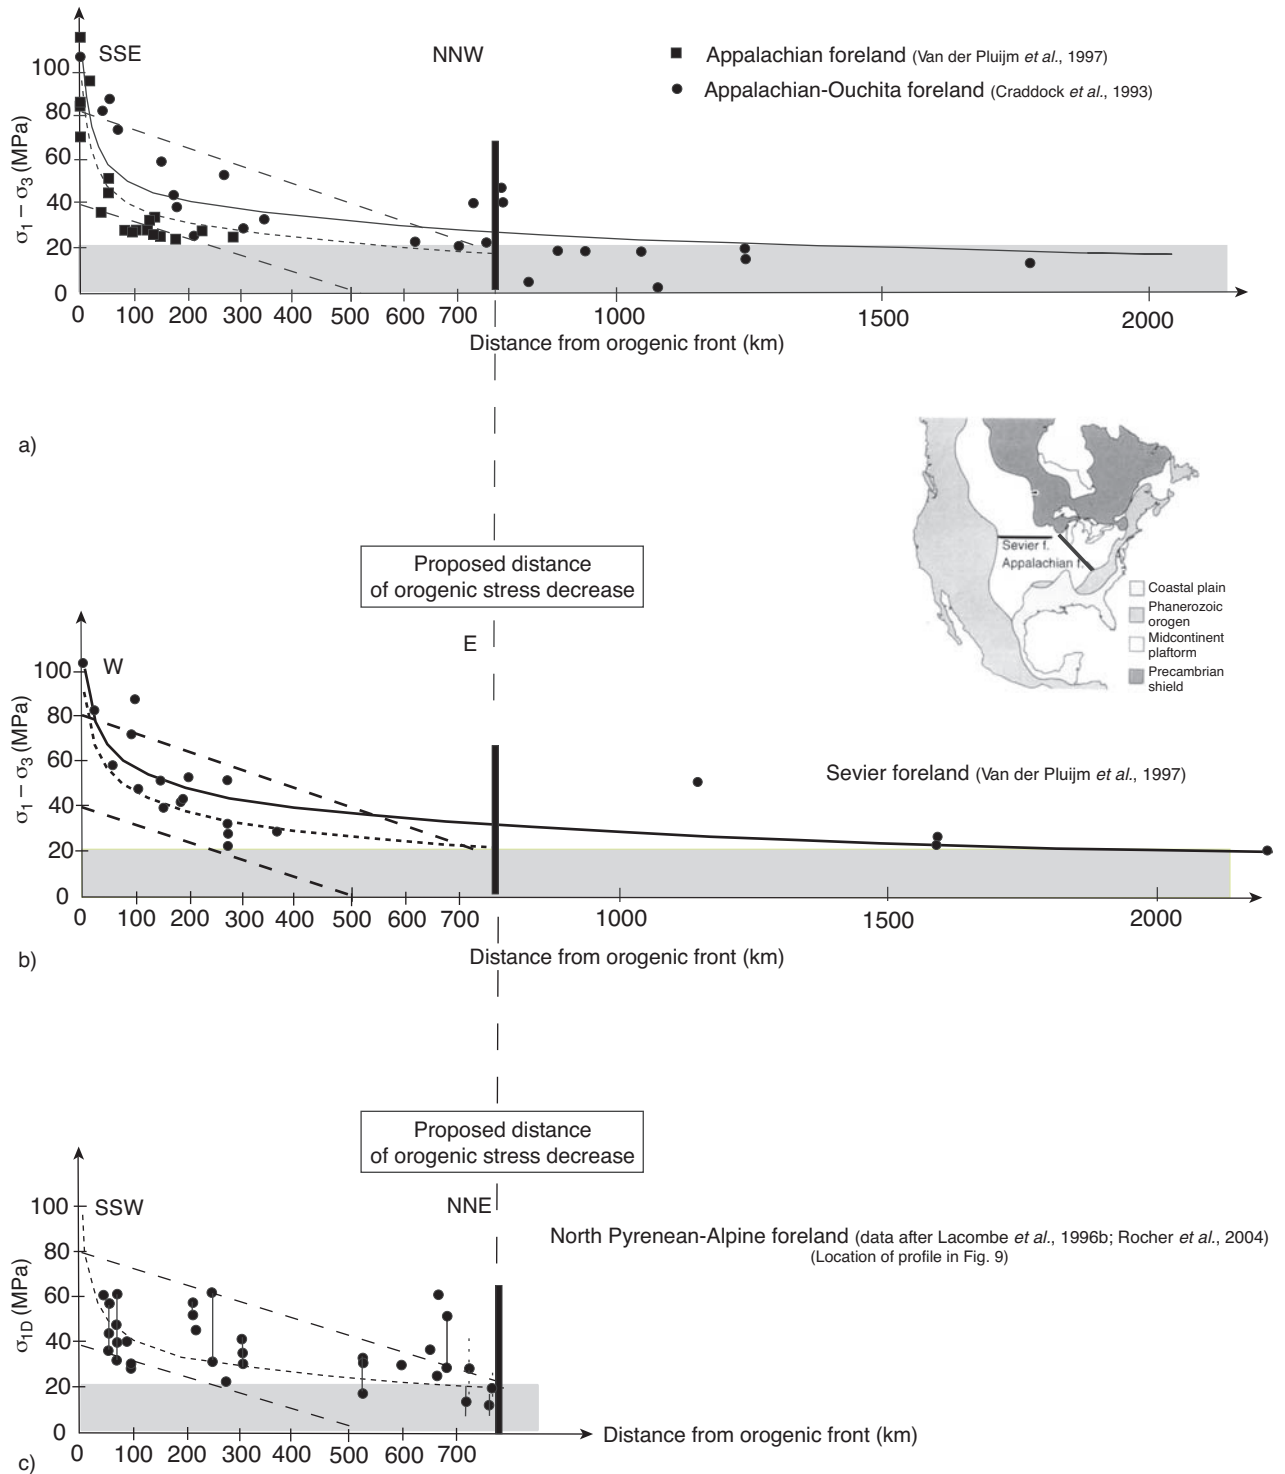 SSE
NNW
Appalachian foreland (Van der Pluijm et al., 1997)
Appalachian-Ouchita foreland (Craddock et al., 1993)
σ1 – σ3 (MPa)
100
80
60
40
20
0
0 100 200 300 400 500 600 700 1000 1500 2000
Distance from orogenic front (km)
a)
Sevier f.
Appalachian f.
Coastal plain
Phanerozoic
orogen
Midcontinent
plaftorm
Precambrian
shield
Proposed distance
of orogenic stress decrease
W
E
Sevier foreland (Van der Pluijm et al., 1997)
σ1 – σ3 (MPa)
100
80
60
40
20
0
0 100 200 300 400 500 600 700 1000 1500 2000
Distance from orogenic front (km)
b)
Proposed distance
of orogenic stress decrease
SSW
NNE
North Pyrenean-Alpine foreland (data after Lacombe et al., 1996b; Rocher et al., 2004)
(Location of profile in Fig. 9)
σ1D (MPa)
100
80
60
40
20
0
0 100 200 300 400 500 600 700
Distance from orogenic front (km)
c)